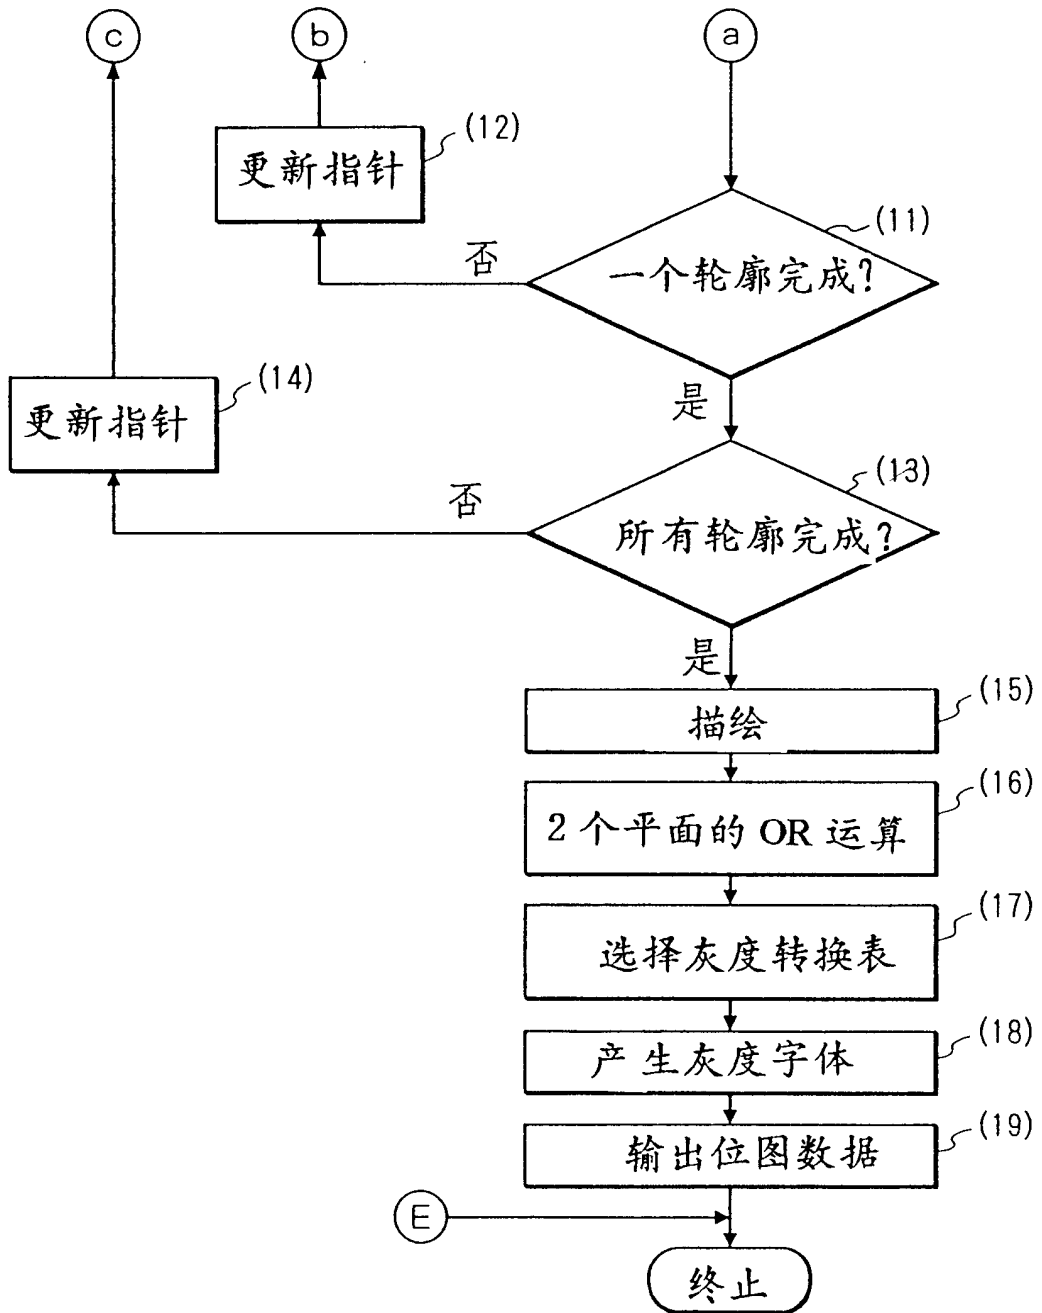 c
b
a
(12)
更新指针
(11)
否
一个轮廓完成?
(14)
更新指针
是
(13)
否
所有轮廓完成?
是
(15)
描绘
(16)
2个平面的OR运算
(17)
选择灰度转换表
(18)
产生灰度字体
(19)
输出位图数据
E
终止